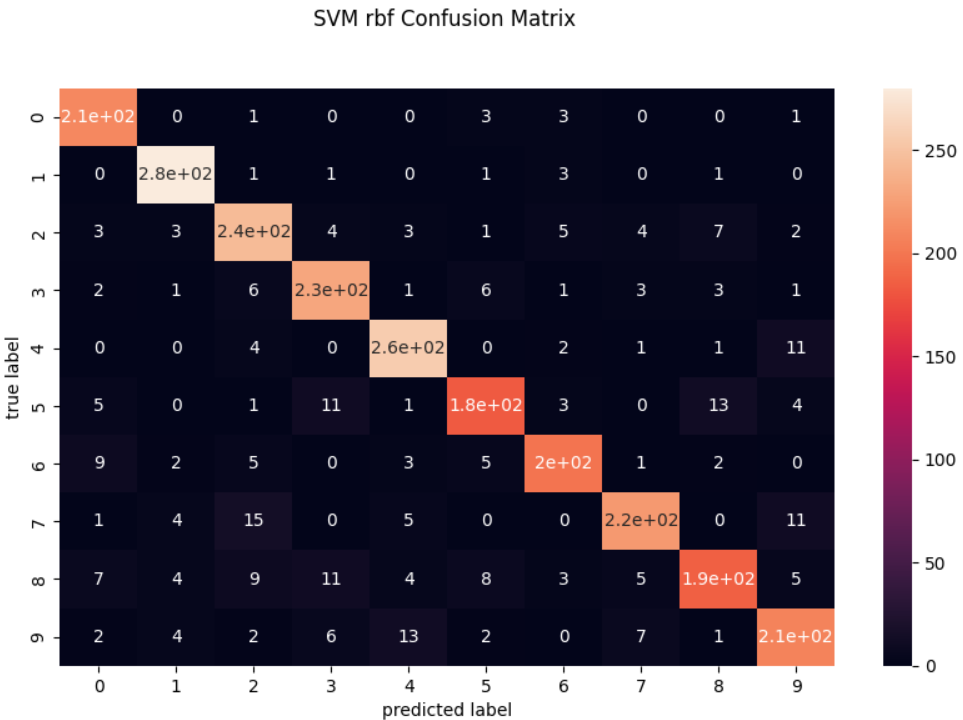 SVM rbf Confusion Matrix
0 2.1e+02 0 1 0 0 3 3 0 0 1
1 0 2.8e+02 1 1 0 1 3 0 1 0
2 3 3 2.4e+02 4 3 1 5 4 7 2
3 2 1 6 2.3e+02 1 6 1 3 3 1
4 0 0 4 0 2.6e+02 0 2 1 1 11
5 5 0 1 11 1 1.8e+02 3 0 13 4
6 9 2 5 0 3 5 2e+02 1 2 0
7 1 4 15 0 5 0 0 2.2e+02 0 11
8 7 4 9 11 4 8 3 5 1.9e+02 5
9 2 4 2 6 13 2 0 7 1 2.1e+02
0 1 2 3 4 5 6 7 8 9
predicted label
true label
250
200
150
100
50
0